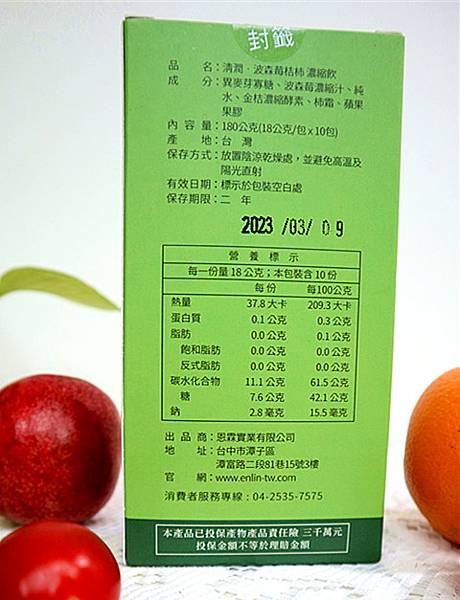 封籤
品名：清潤．波森莓桔柿濃縮飲
成分：異麥芽寡糖、波森莓濃縮汁、純
水、金桔濃縮酵素、柿霜、蘋果
果膠
內容量：180公克(18公克/包x10包)
產地：台灣
保存方式：放置陰涼乾燥處，並避免高溫及
陽光直射
有效日期：標示於包裝空白處
保存期限：二年
2023 /03/ 09
營養標示
每一份量18公克；本包裝含10份
每份 每100公克
熱量 37.8大卡 209.3大卡
蛋白質 0.1公克 0.3公克
脂肪 0.0公克 0.1公克
飽和脂肪 0.0公克 0.0公克
反式脂肪 0.0公克 0.0公克
碳水化合物 11.1公克 61.5公克
糖 7.6公克 42.1公克
鈉 2.8毫克 15.5毫克
出品商：恩霖實業有限公司
地址：台中市潭子區
潭富路二段81巷15號3樓
官網：www.enlin-tw.com
消費者服務專線：04-2535-7575
本產品已投保產物產品責任險 三千萬元
投保金額不等於理賠金額